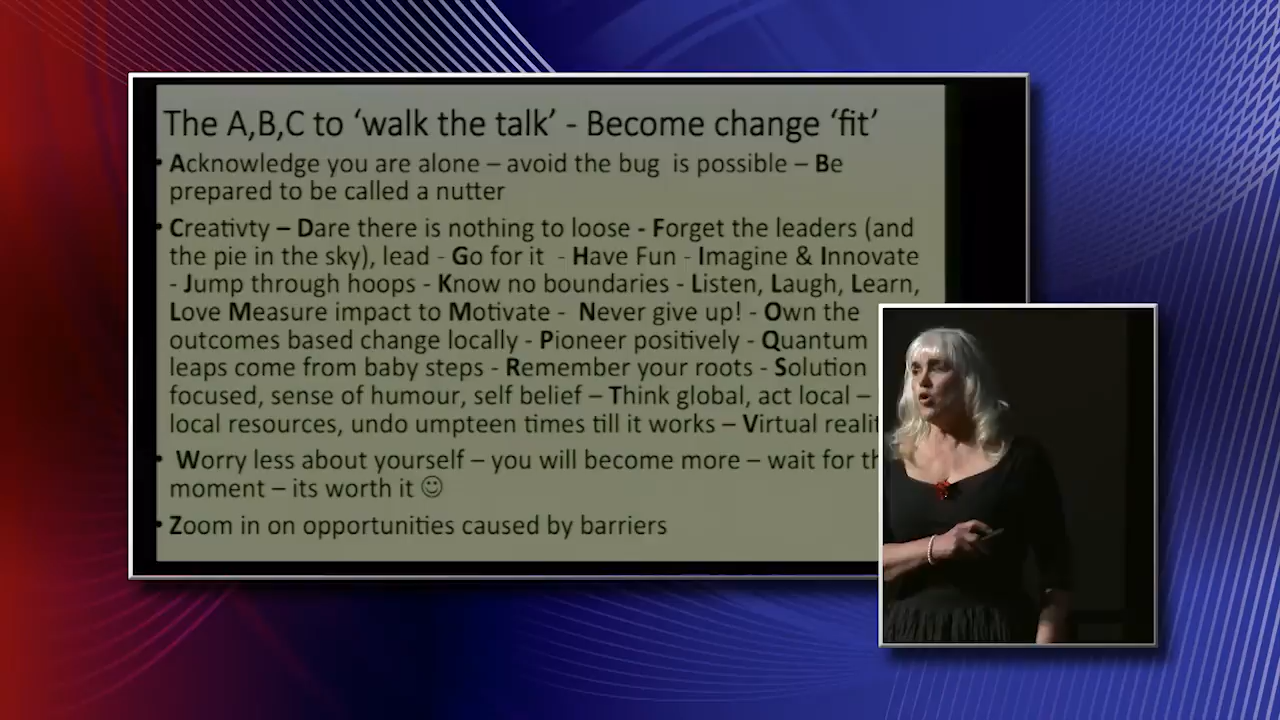 The A,B,C to ‘walk the talk’ - Become change ‘fit’
• Acknowledge you are alone – avoid the bug is possible – Be
prepared to be called a nutter
• Creativty – Dare there is nothing to loose - Forget the leaders (and
the pie in the sky), lead - Go for it - Have Fun - Imagine & Innovate
- Jump through hoops - Know no boundaries - Listen, Laugh, Learn,
Love Measure impact to Motivate - Never give up! - Own the
outcomes based change locally - Pioneer positively - Quantum
leaps come from baby steps - Remember your roots - Solution
focused, sense of humour, self belief – Think global, act local –
local resources, undo umpteen times till it works – Virtual
• Worry less about yourself – you will become more – wait for
moment – its worth it ☺
• Zoom in on opportunities caused by barriers